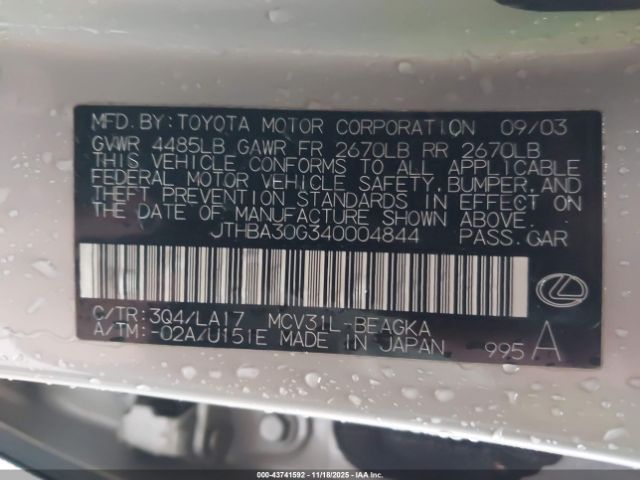 MFD.BY:TOYOTA MOTOR CORPORATION 09/03
GVWR 4485LB GAWR FR 2670LB RR 2670LB
THIS VEHICLE CONFORMS TO ALL APPLICABLE
FEDERAL MOTOR VEHICLE SAFETY,BUMPER,AND
THEFT PREVENTION STANDARDS IN EFFECT ON
THE DATE OF MANUFACTURE SHOWN ABOVE.
JTHBA30G340004844 PASS.CAR
C/TR:3Q4/LA17 MCV31L-BEAGKA
A/TM:-02A/U151E MADE IN JAPAN 995 A
000-43741592 - 11/18/2025 - IAA Inc.